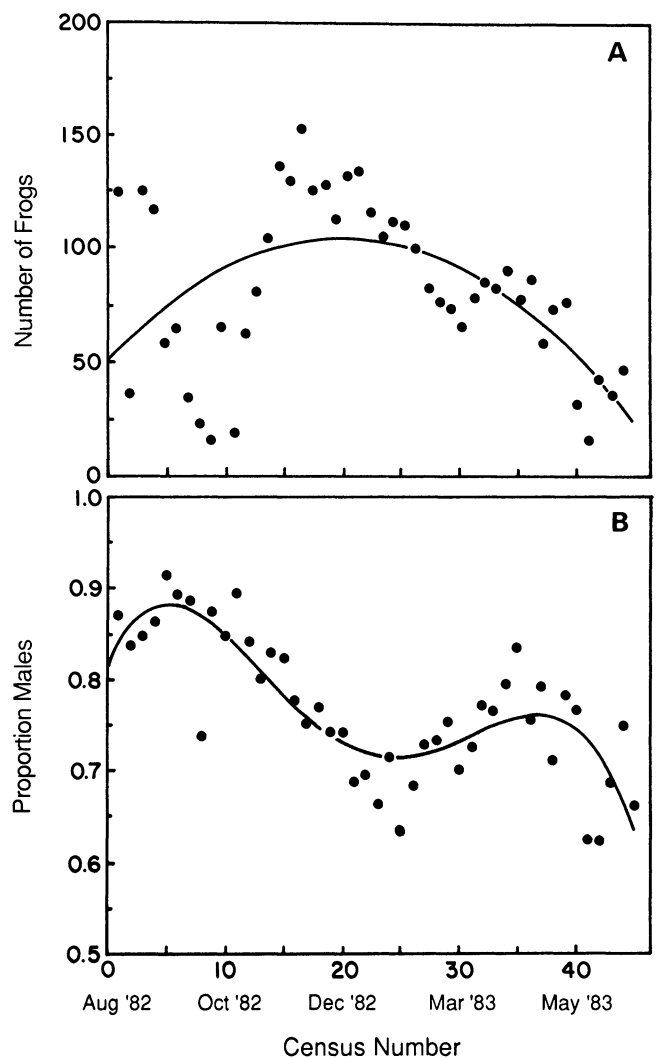 200
A
150
100
50
0
Number of Frogs
1.0
B
0.9
0.8
0.7
0.6
0.5
Proportion Males
0 10 20 30 40
Aug '82 Oct '82 Dec '82 Mar '83 May '83
Census Number